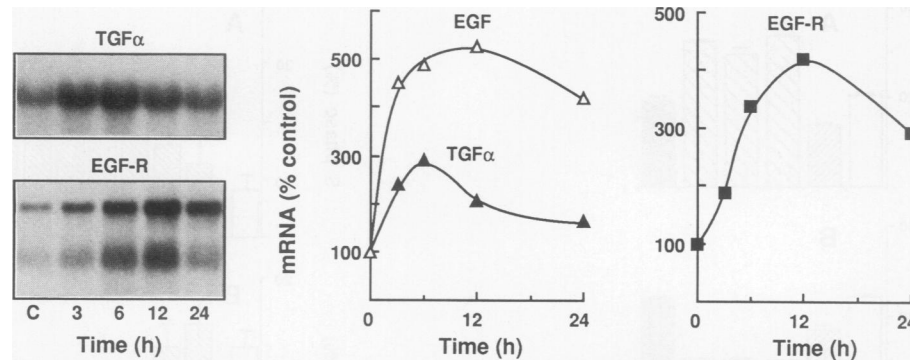 TGFα
EGF-R
C 3 6 12 24
Time (h)
mRNA (% control)
500
300
100
EGF
TGFα
0 12 24
Time (h)
500
300
100
EGF-R
0 12 24
Time (h)